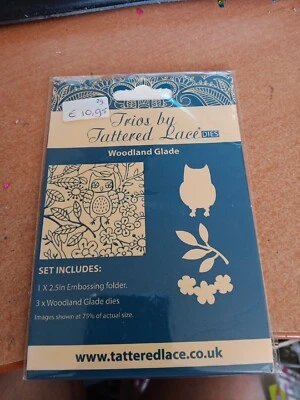 25
€ 10,95
Trios by
Tattered Lace DIES
Woodland Glade
SET INCLUDES:
1 X 2.5in Embossing folder.
3 x Woodland Glade dies
Images shown at 75% of actual size.
www.tatteredlace.co.uk